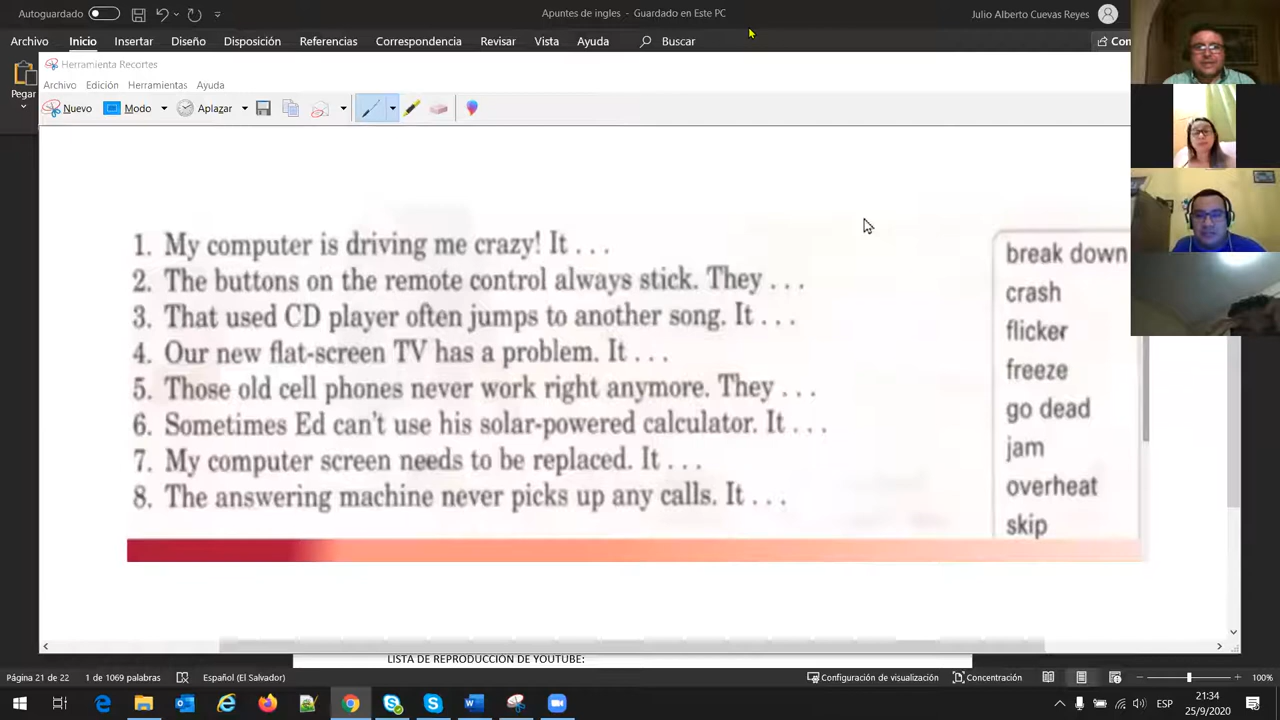 Autoguardado
Apuntes de ingles - Guardado en Este PC
Julio Alberto Cuevas Reyes
Archivo Inicio Insertar Diseño Disposición Referencias Correspondencia Revisar Vista Ayuda Buscar Com
Pegar
Herramienta Recortes
Archivo Edición Herramientas Ayuda
Nuevo Modo Aplazar
1. My computer is driving me crazy! It . . .
2. The buttons on the remote control always stick. They . . .
3. That used CD player often jumps to another song. It . . .
4. Our new flat-screen TV has a problem. It . . .
5. Those old cell phones never work right anymore. They . . .
6. Sometimes Ed can't use his solar-powered calculator. It . . .
7. My computer screen needs to be replaced. It . . .
8. The answering machine never picks up any calls. It . . .
break down
crash
flicker
freeze
go dead
jam
overheat
skip
LISTA DE REPRODUCCION DE YOUTUBE:
Página 21 de 22 1 de 1069 palabras Español (El Salvador) Configuración de visualización Concentración 100%
ESP
21:34
25/9/2020